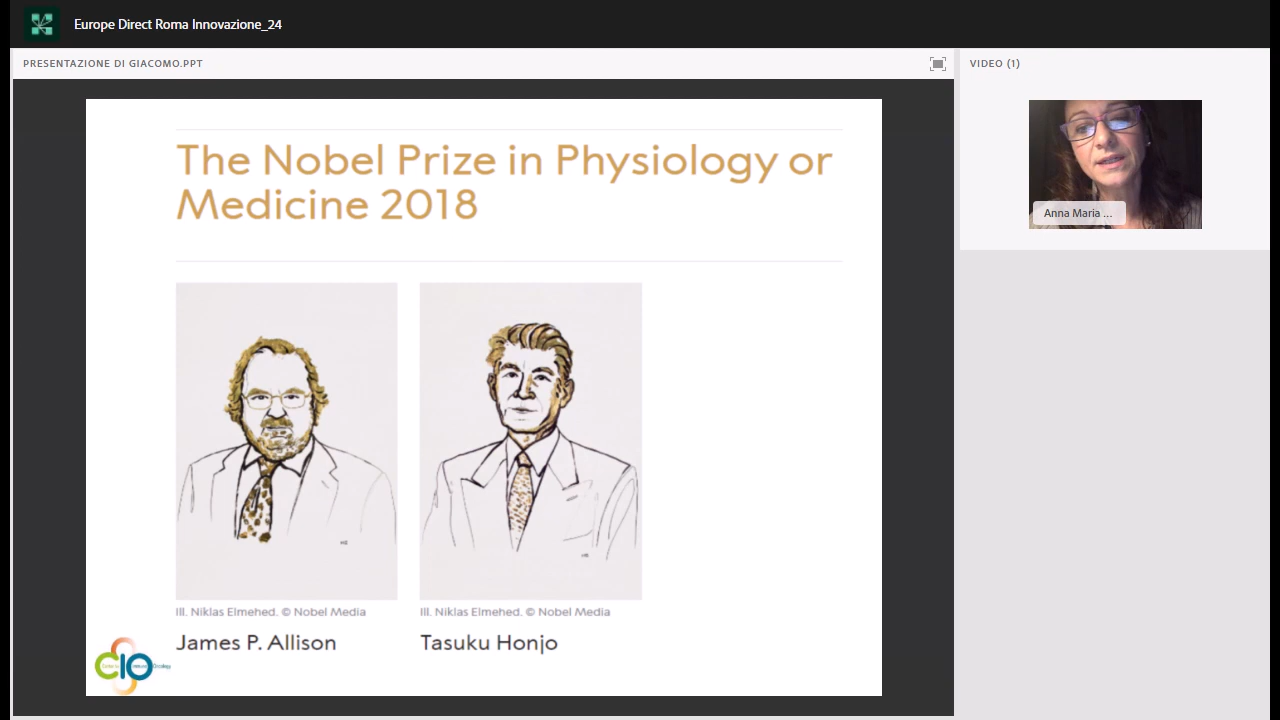 Europe Direct Roma Innovazione_24
PRESENTAZIONE DI GIACOMO.PPT
VIDEO (1)
The Nobel Prize in Physiology or
Medicine 2018
Anna Maria ...
Ill. Niklas Elmehed. © Nobel Media
Ill. Niklas Elmehed. © Nobel Media
James P. Allison
Tasuku Honjo
CIO